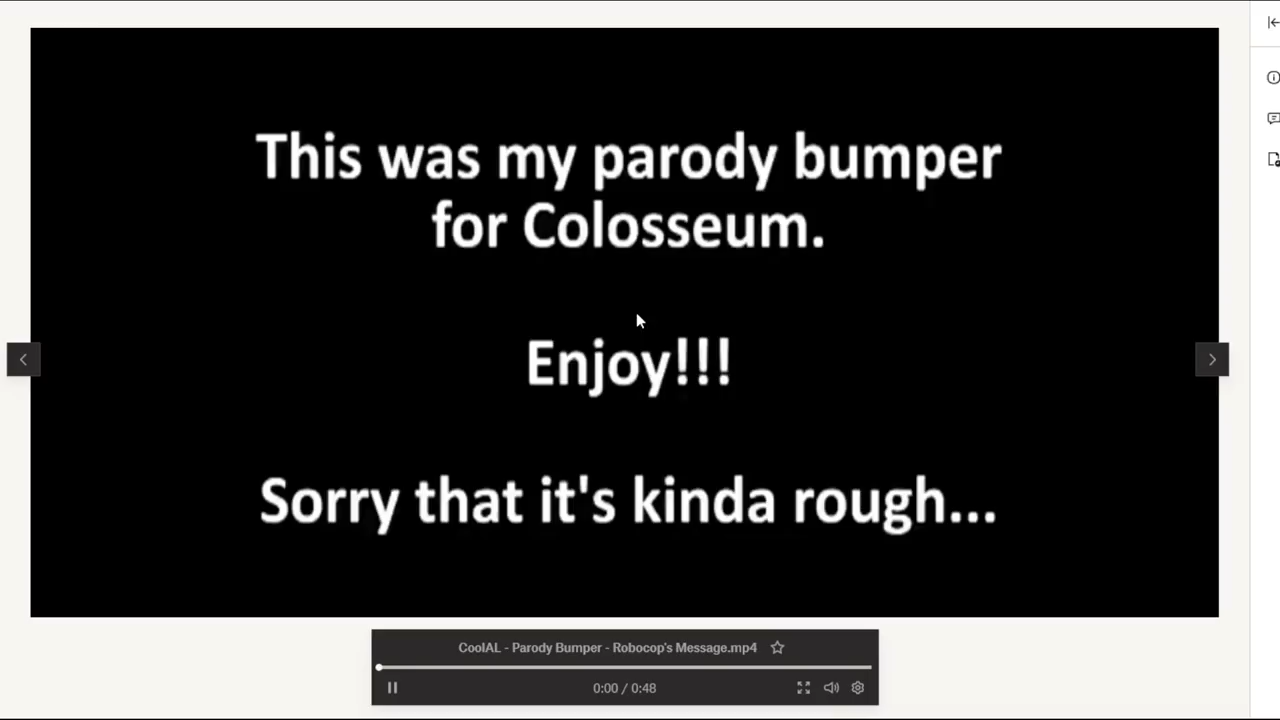 This was my parody bumper
for Colosseum.
Enjoy!!!
Sorry that it's kinda rough...
CoolAL - Parody Bumper - Robocop's Message.mp4
0:00 / 0:48